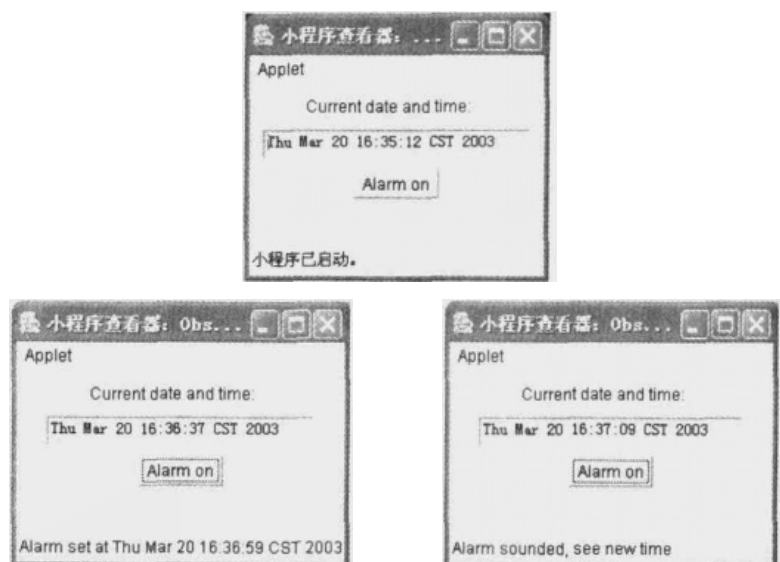 小程序查看器: ...
Applet
Current date and time:
Thu Mar 20 16:35:12 CST 2003
Alarm on
小程序已启动。
小程序查看器: Obs...
Applet
Current date and time:
Thu Mar 20 16:36:37 CST 2003
Alarm on
Alarm set at Thu Mar 20 16:36:59 CST 2003
小程序查看器: Obs...
Applet
Current date and time:
Thu Mar 20 16:37:09 CST 2003
Alarm on
Alarm sounded, see new time